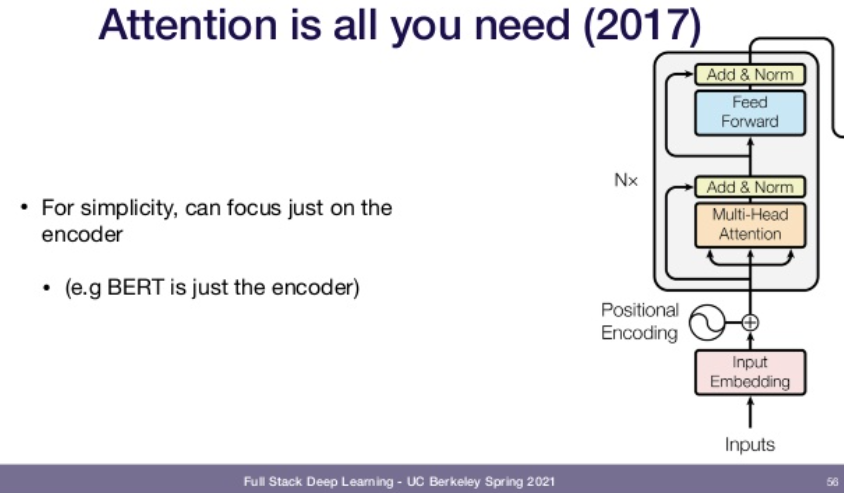 Attention is all you need (2017)
• For simplicity, can focus just on the
encoder
• (e.g BERT is just the encoder)
Add & Norm
Feed
Forward
Nx
Add & Norm
Multi-Head
Attention
Positional
Encoding
Input
Embedding
Inputs
Full Stack Deep Learning - UC Berkeley Spring 2021
56